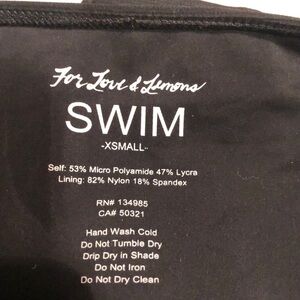 For Love & Lemons
SWIM
-XSMALL-
Self: 53% Micro Polyamide 47% Lycra
Lining: 82% Nylon 18% Spandex
RN# 134985
CA# 50321
Hand Wash Cold
Do Not Tumble Dry
Drip Dry in Shade
Do Not Iron
Do Not Dry Clean